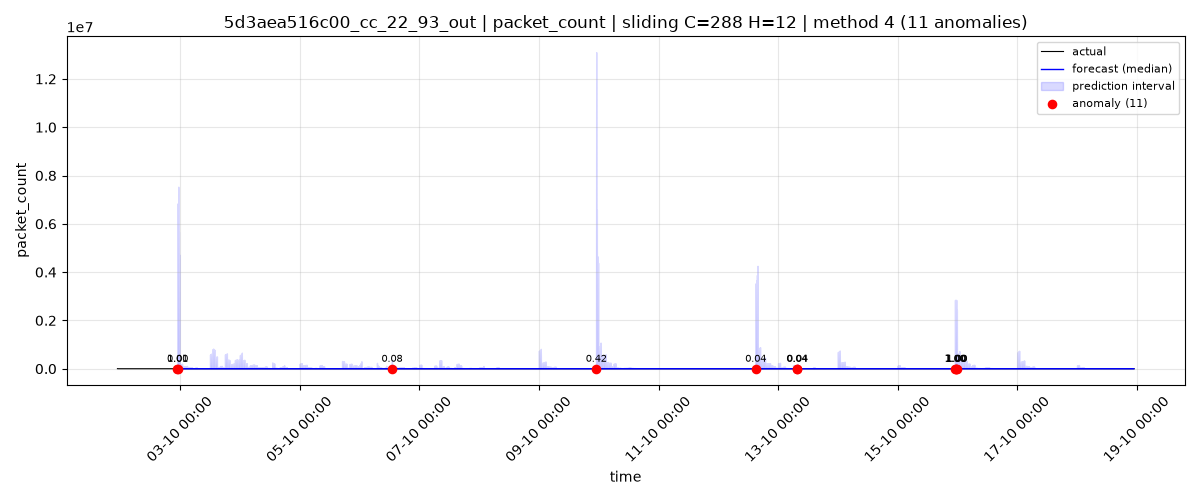 5d3aea516c00_cc_22_93_out | packet_count | sliding C=288 H=12 | method 4 (11 anomalies)
1e7
actual
forecast (median)
prediction interval
anomaly (11)
1.2
1.0
0.8
0.6
0.4
0.2
0.0
packet_count
0.08
0.42
0.04
0.04
03-10 00:00
05-10 00:00
07-10 00:00
09-10 00:00
11-10 00:00
13-10 00:00
15-10 00:00
17-10 00:00
19-10 00:00
time